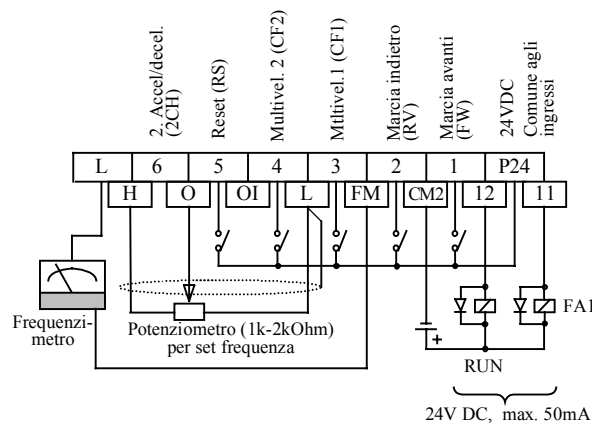 2. Accel/decel.
(2CH)
Reset (RS)
Multivel. 2 (CF2)
Mtltivel.1 (CF1)
Marcia indietro
(RV)
Marcia avanti
(FW)
24VDC
Comune agli
ingressi
L 6 5 4 3 2 1 P24
H O OI L FM CM2 12 11
Frequenzi-
metro
Potenziometro (1k-2kOhm)
per set frequenza
+
FA1
RUN
24V DC, max. 50mA